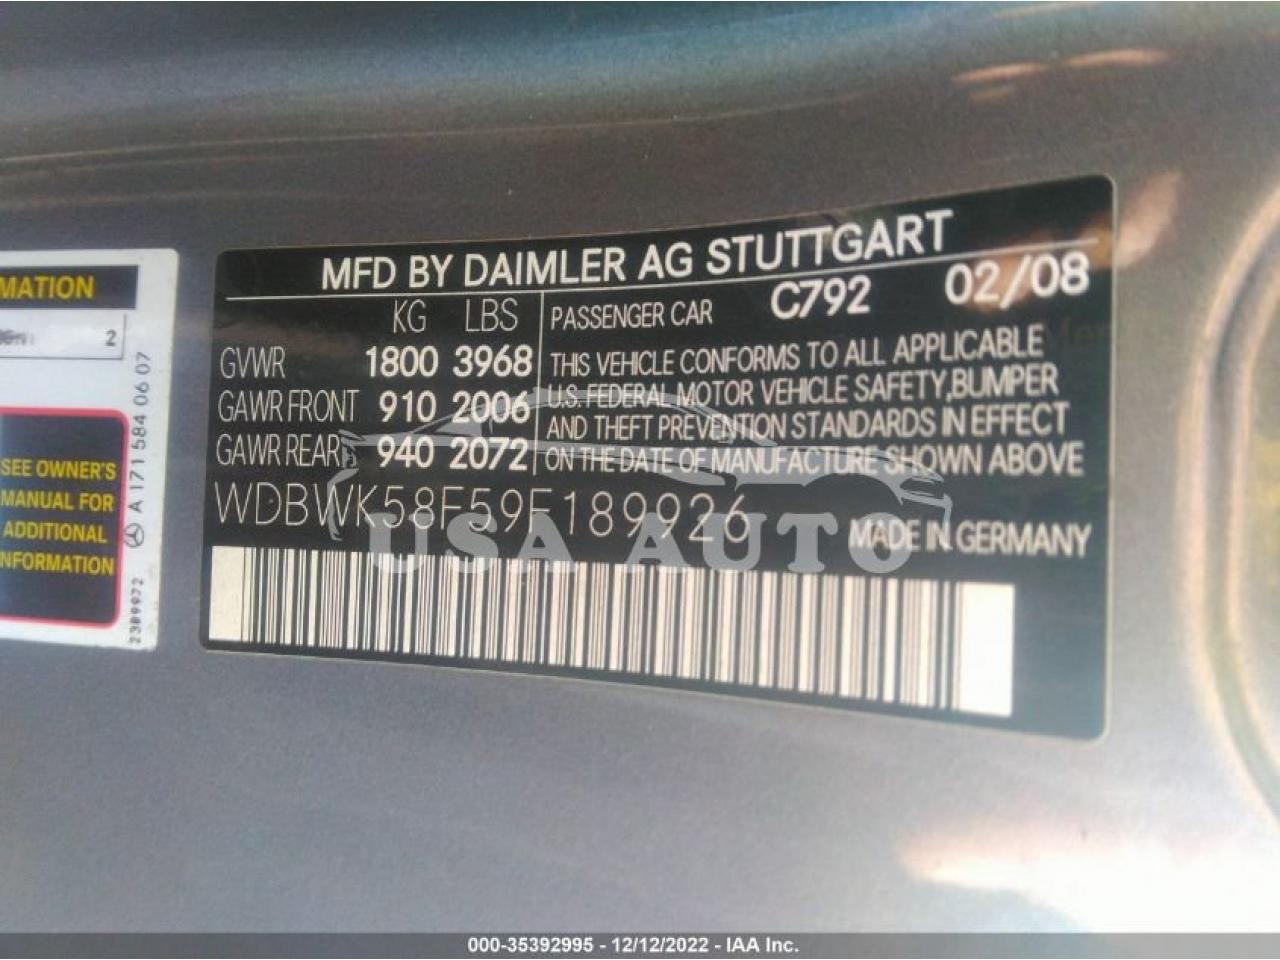 MATION
2
SEE OWNER'S
MANUAL FOR
ADDITIONAL
INFORMATION
A 171 584 06 07
2389972
MFD BY DAIMLER AG STUTTGART
KG LBS PASSENGER CAR C792 02/08
GVWR 1800 3968 THIS VEHICLE CONFORMS TO ALL APPLICABLE
GAWR FRONT 910 2006 U.S. FEDERAL MOTOR VEHICLE SAFETY,BUMPER
AND THEFT PREVENTION STANDARDS IN EFFECT
GAWR REAR 940 2072 ON THE DATE OF MANUFACTURE SHOWN ABOVE
WDBWK58F59F189926 MADE IN GERMANY
USA AUTO
000-35392995 - 12/12/2022 - IAA Inc.